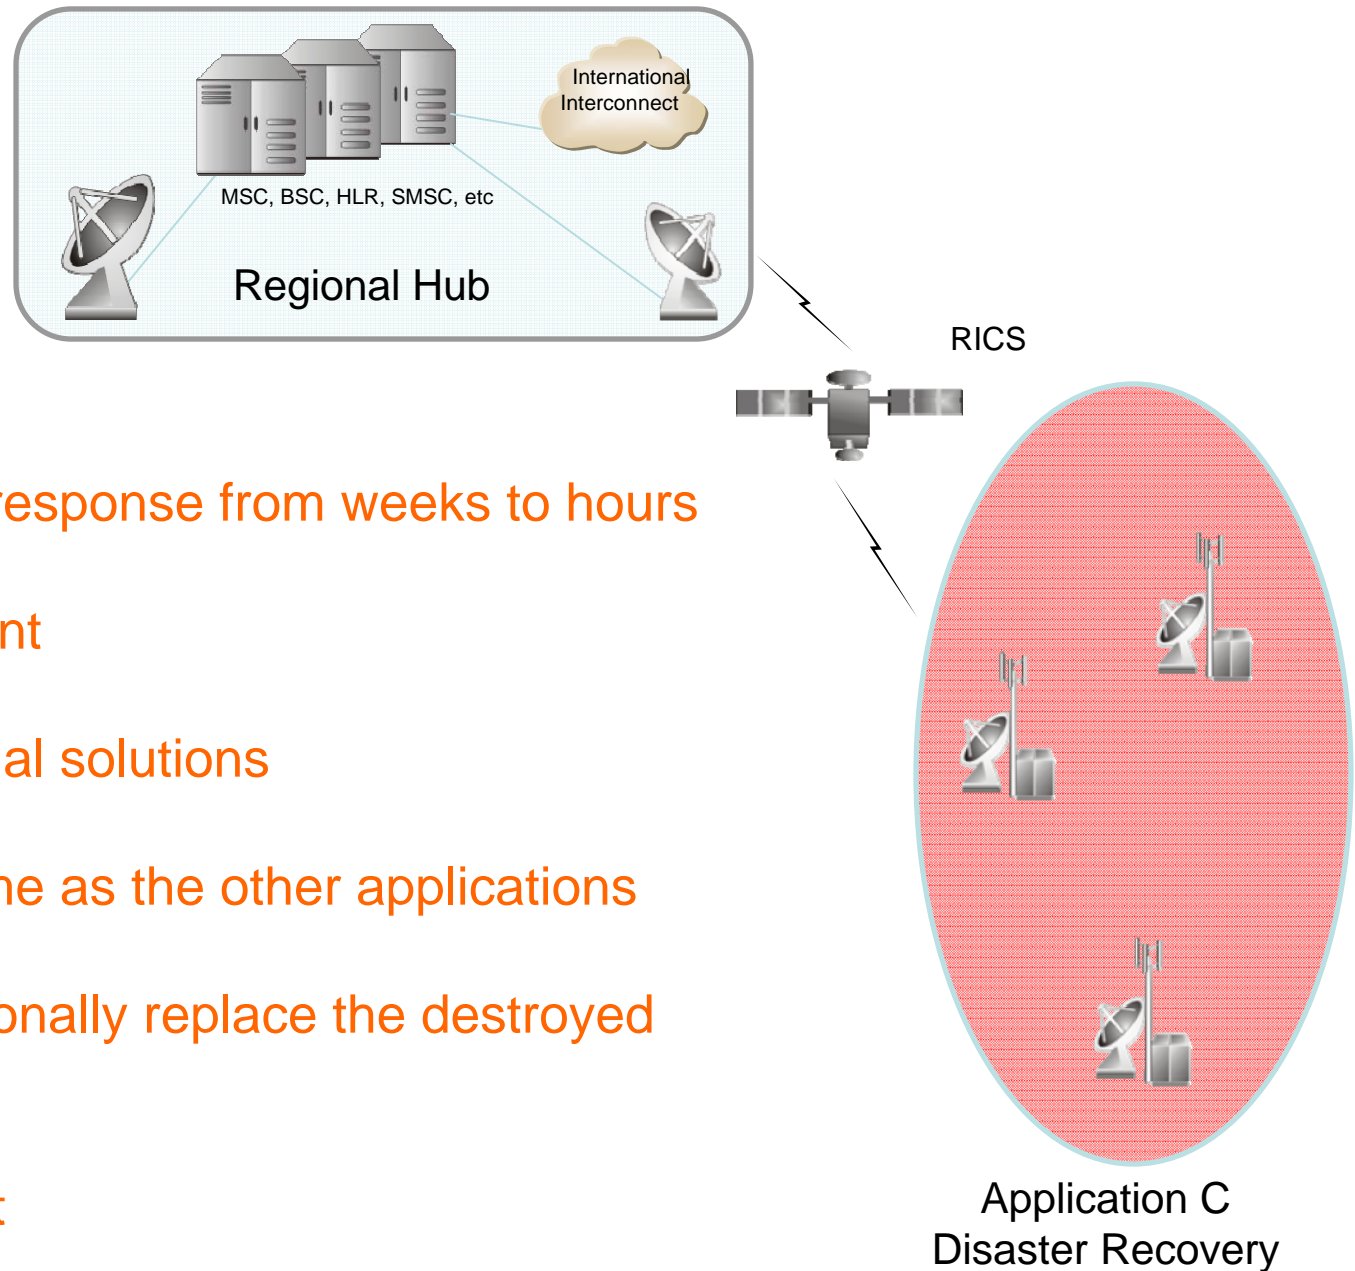 International
Interconnect
MSC, BSC, HLR, SMSC, etc
Regional Hub
RICS
response from weeks to hours
nt
al solutions
ne as the other applications
onally replace the destroyed
t
Application C
Disaster Recovery